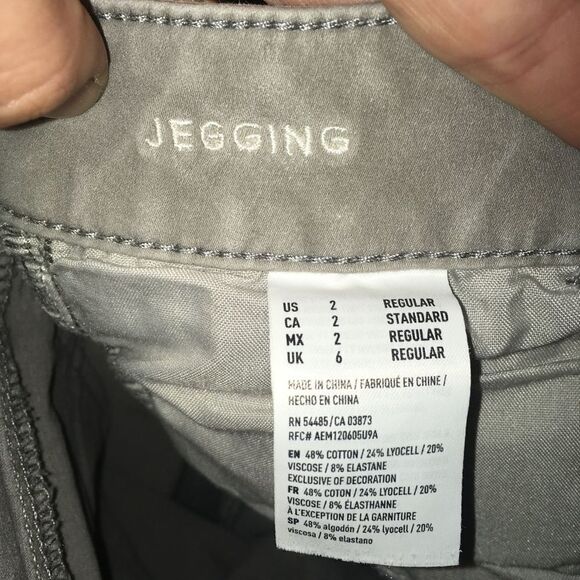 JEGGING
US 2 REGULAR
CA 2 STANDARD
MX 2 REGULAR
UK 6 REGULAR
MADE IN CHINA / FABRIQUÉ EN CHINE /
HECHO EN CHINA
RN 54485/CA 03873
RFC# AEM120605U9A
EN 48% COTTON / 24% LYOCELL / 20%
VISCOSE / 8% ELASTANE
EXCLUSIVE OF DECORATION
FR 48% COTON / 24% LYOCELL / 20%
VISCOSE / 8% ÉLASTHANNE
À L'EXCEPTION DE LA GARNITURE
SP 48% algodón / 24% lyocell / 20%
viscosa / 8% elastano